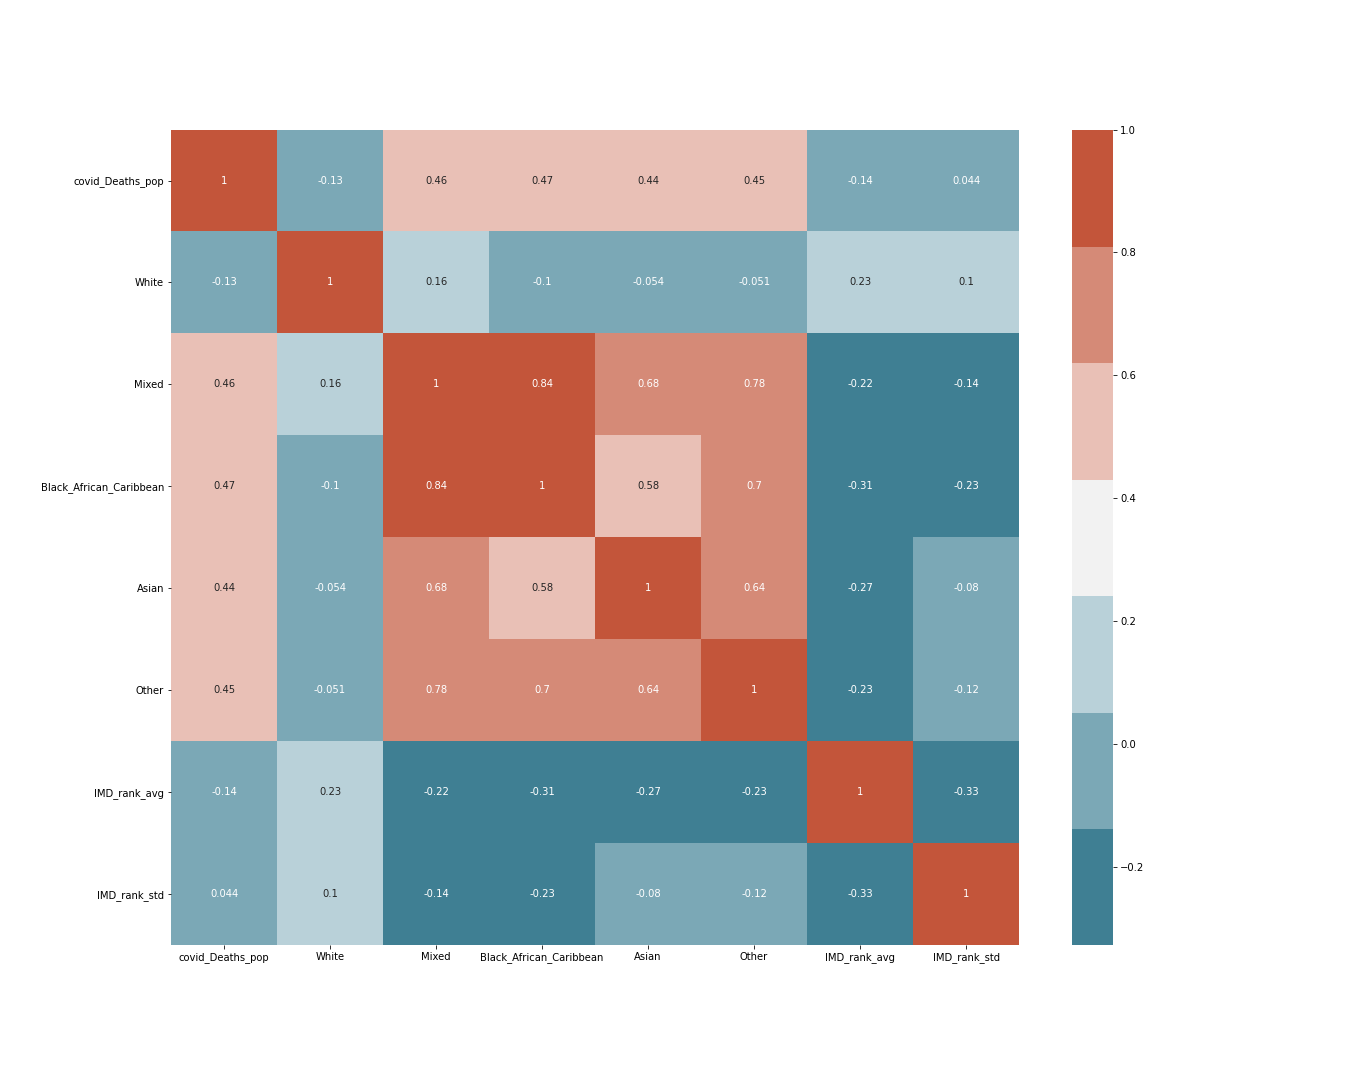 covid_Deaths_pop 1 -0.13 0.46 0.47 0.44 0.45 -0.14 0.044
White -0.13 1 0.16 -0.1 -0.054 -0.051 0.23 0.1
Mixed 0.46 0.16 1 0.84 0.68 0.78 -0.22 -0.14
Black_African_Caribbean 0.47 -0.1 0.84 1 0.58 0.7 -0.31 -0.23
Asian 0.44 -0.054 0.68 0.58 1 0.64 -0.27 -0.08
Other 0.45 -0.051 0.78 0.7 0.64 1 -0.23 -0.12
IMD_rank_avg -0.14 0.23 -0.22 -0.31 -0.27 -0.23 1 -0.33
IMD_rank_std 0.044 0.1 -0.14 -0.23 -0.08 -0.12 -0.33 1
covid_Deaths_pop White Mixed Black_African_Caribbean Asian Other IMD_rank_avg IMD_rank_std
1.0
0.8
0.6
0.4
0.2
0.0
−0.2